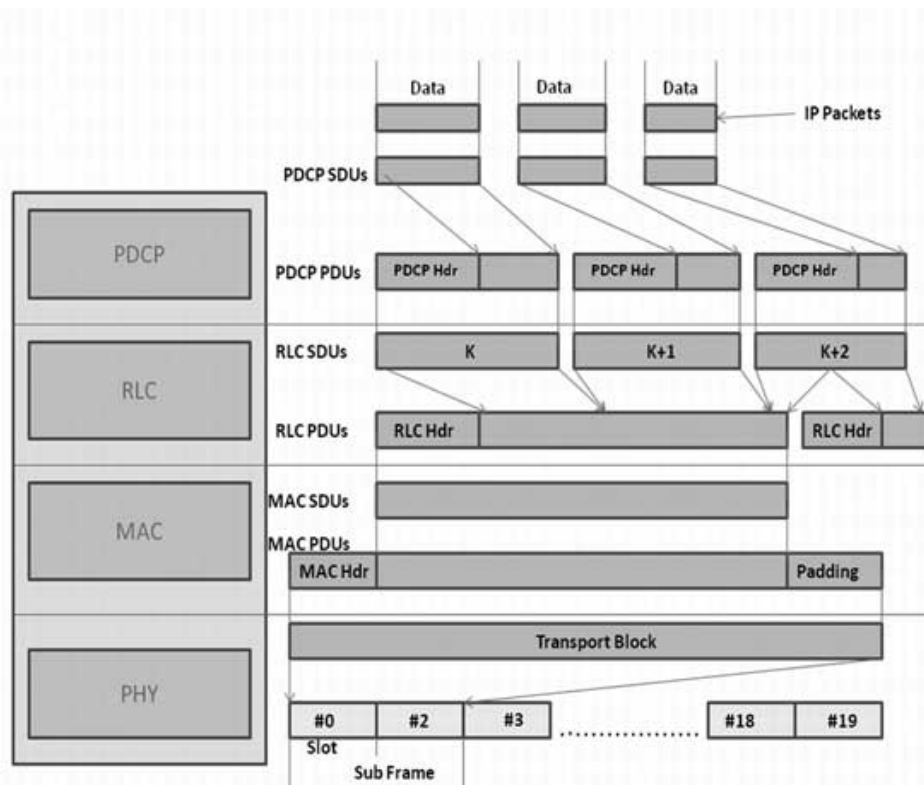 Data Data Data
IP Packets
PDCP SDUs
PDCP
PDCP PDUs PDCP Hdr PDCP Hdr PDCP Hdr
RLC SDUs K K+1 K+2
RLC
RLC PDUs RLC Hdr RLC Hdr
MAC SDUs
MAC
MAC PDUs
MAC Hdr Padding
Transport Block
PHY
#0 #2 #3 #18 #19
Slot
Sub Frame